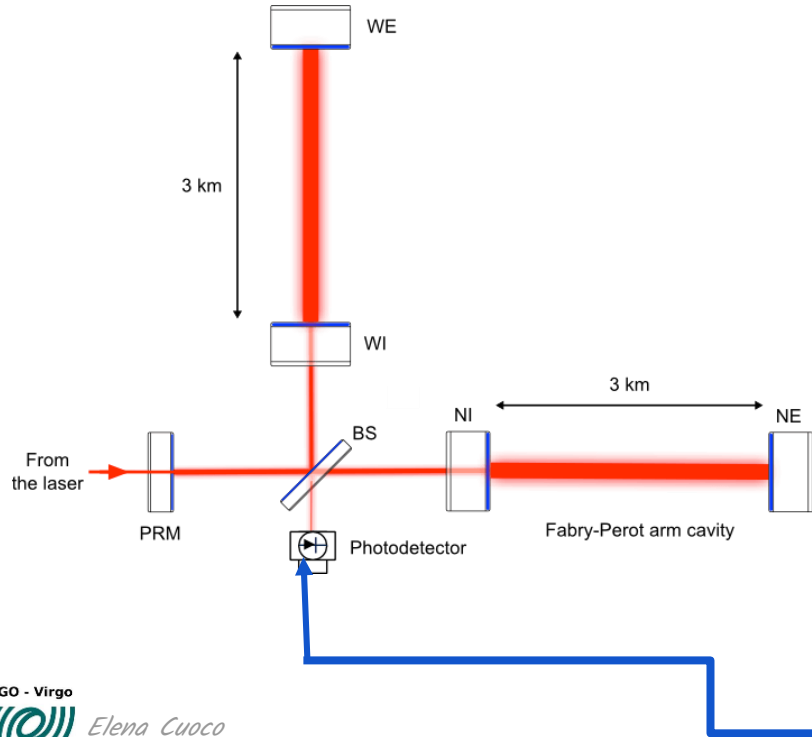 WE
3 km
WI
3 km
NI
NE
BS
From
the laser
PRM
Fabry-Perot arm cavity
Photodetector
GO - Virgo
Elena Cuoco